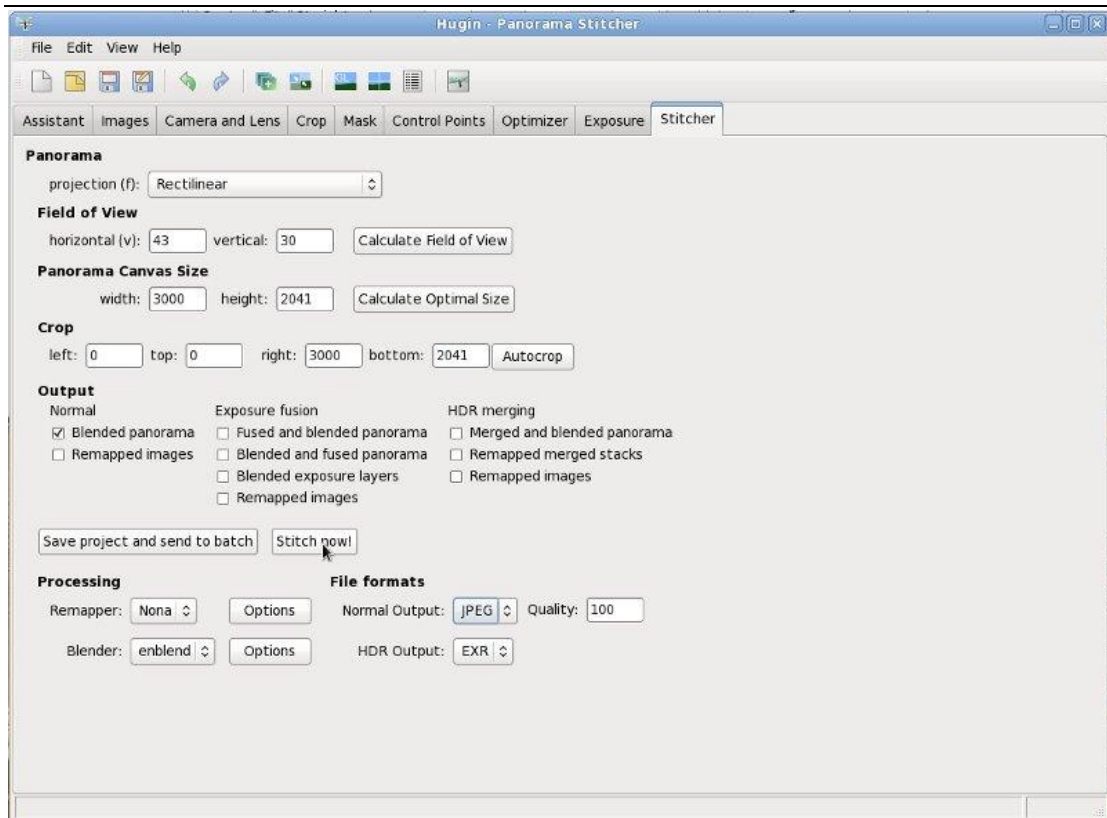 Hugin - Panorama Stitcher
File Edit View Help
Assistant Images Camera and Lens Crop Mask Control Points Optimizer Exposure Stitcher
Panorama
projection (f): Rectilinear
Field of View
horizontal (v): 43 vertical: 30 Calculate Field of View
Panorama Canvas Size
width: 3000 height: 2041 Calculate Optimal Size
Crop
left: 0 top: 0 right: 3000 bottom: 2041 Autocrop
Output
Normal Exposure fusion HDR merging
Blended panorama Fused and blended panorama Merged and blended panorama
Remapped images Blended and fused panorama Remapped merged stacks
Blended exposure layers Remapped images
Remapped images
Save project and send to batch Stitch now!
Processing File formats
Remapper: Nona Options Normal Output: JPEG Quality: 100
Blender: enblend Options HDR Output: EXR